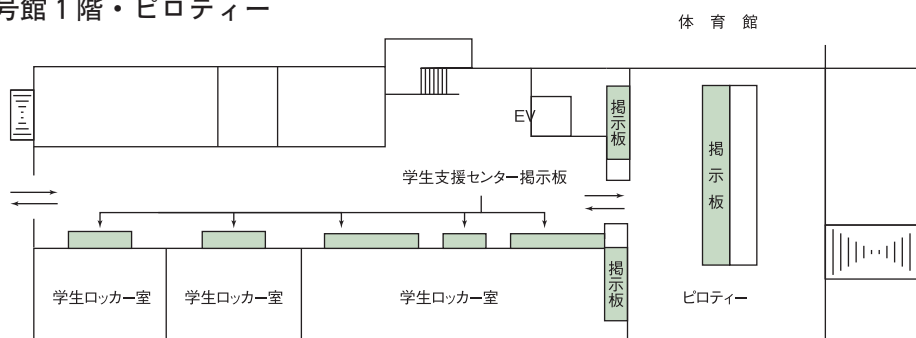 号館1階・ピロティー
体育館
EV
掲示板
掲示板
学生支援センター掲示板
学生ロッカー室
学生ロッカー室
学生ロッカー室
掲示板
ピロティー